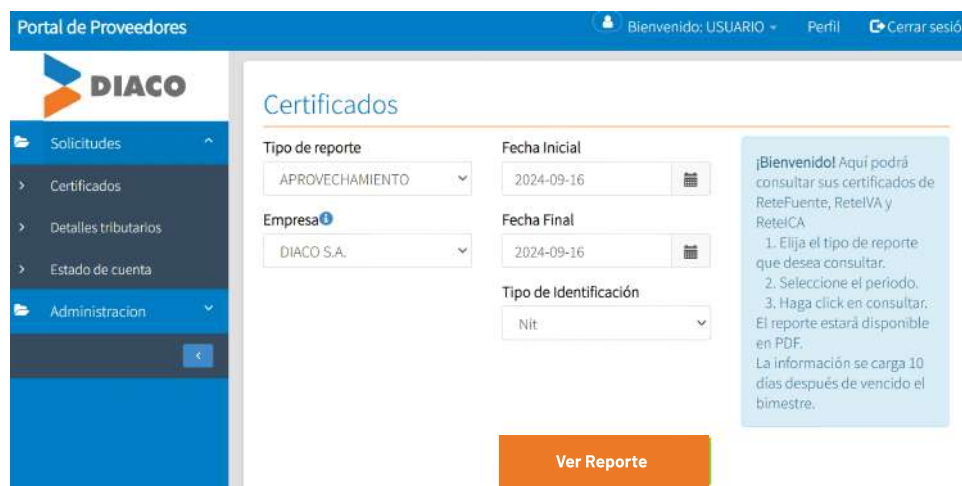 Portal de Proveedores
Bienvenido: USUARIO
Perfil
Cerrar sesió
DIACO
Solicitudes
Certificados
Detalles tributarios
Estado de cuenta
Administracion
Certificados
Tipo de reporte
APROVECHAMIENTO
Empresa
DIACO S.A.
Fecha Inicial
2024-09-16
Fecha Final
2024-09-16
Tipo de Identificación
Nit
¡Bienvenido! Aquí podrá
consultar sus certificados de
ReteFuente, ReteIVA y
ReteICA
1. Elija el tipo de reporte
que desea consultar.
2. Seleccione el periodo.
3. Haga click en consultar.
El reporte estará disponible
en PDF.
La información se carga 10
días después de vencido el
bimestre.
Ver Reporte